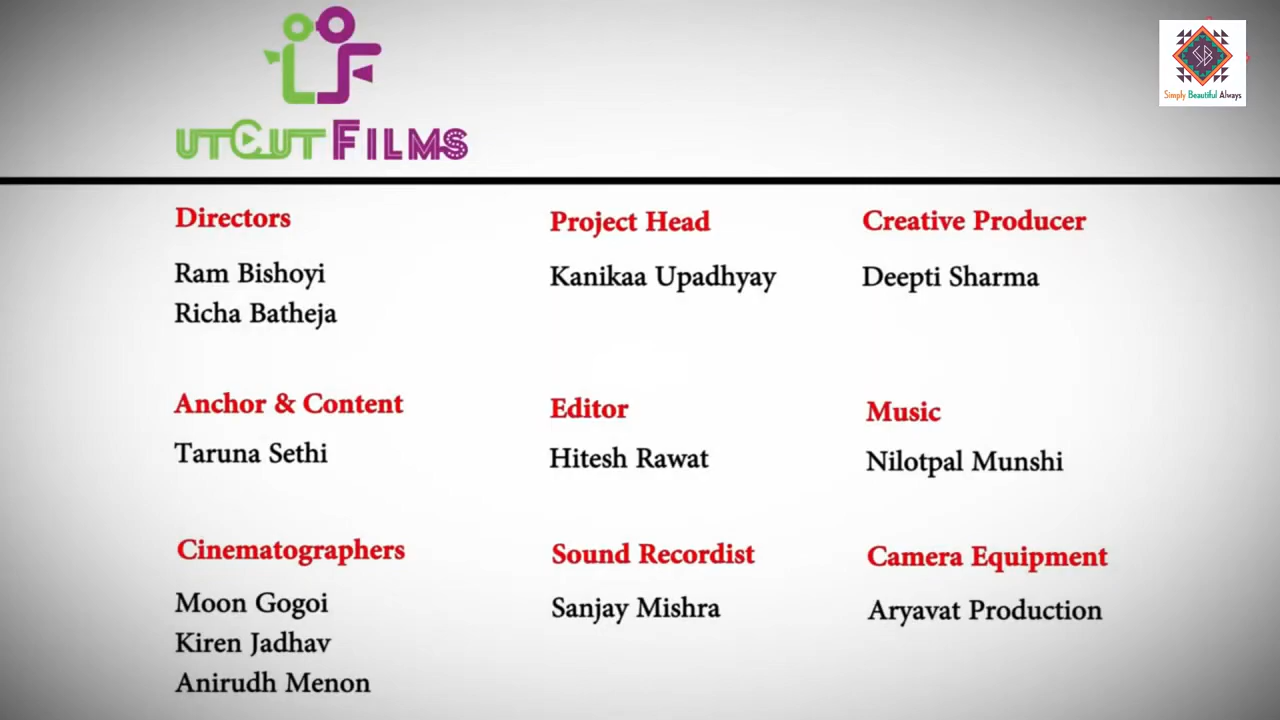 UTCUT FILMS
SB
Simply Beautiful Always
Directors
Ram Bishoyi
Richa Batheja
Project Head
Kanikaa Upadhyay
Creative Producer
Deepti Sharma
Anchor & Content
Taruna Sethi
Editor
Hitesh Rawat
Music
Nilotpal Munshi
Cinematographers
Moon Gogoi
Kiren Jadhav
Anirudh Menon
Sound Recordist
Sanjay Mishra
Camera Equipment
Aryavat Production